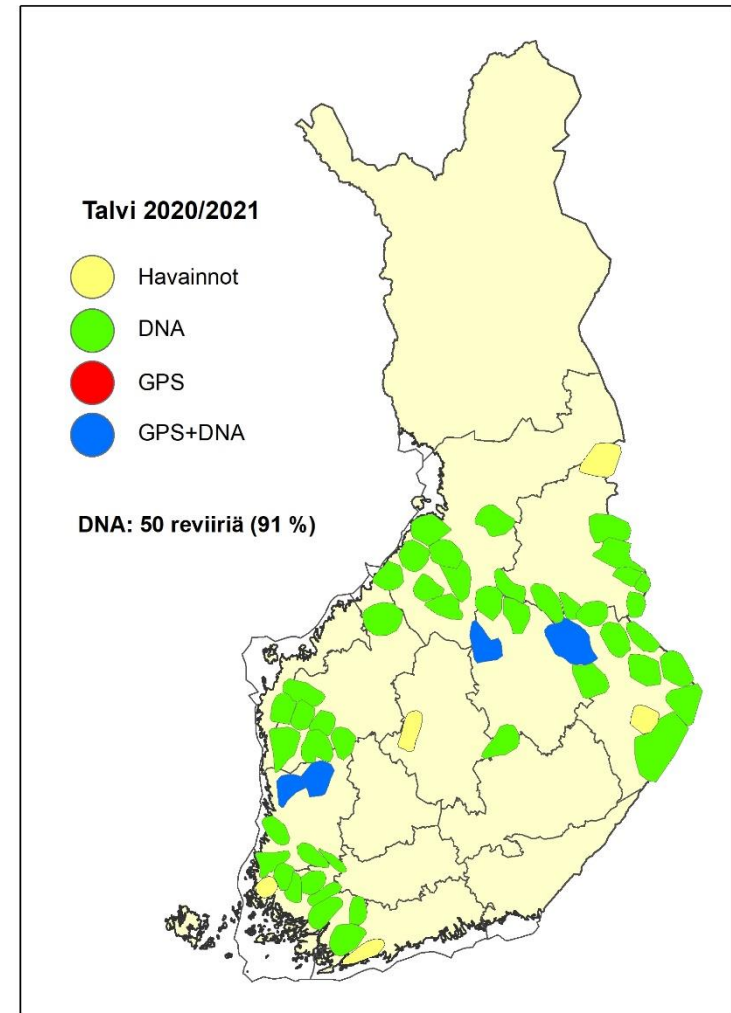 Talvi 2020/2021
Havainnot
DNA
GPS
GPS+DNA
DNA: 50 reviiriä (91 %)